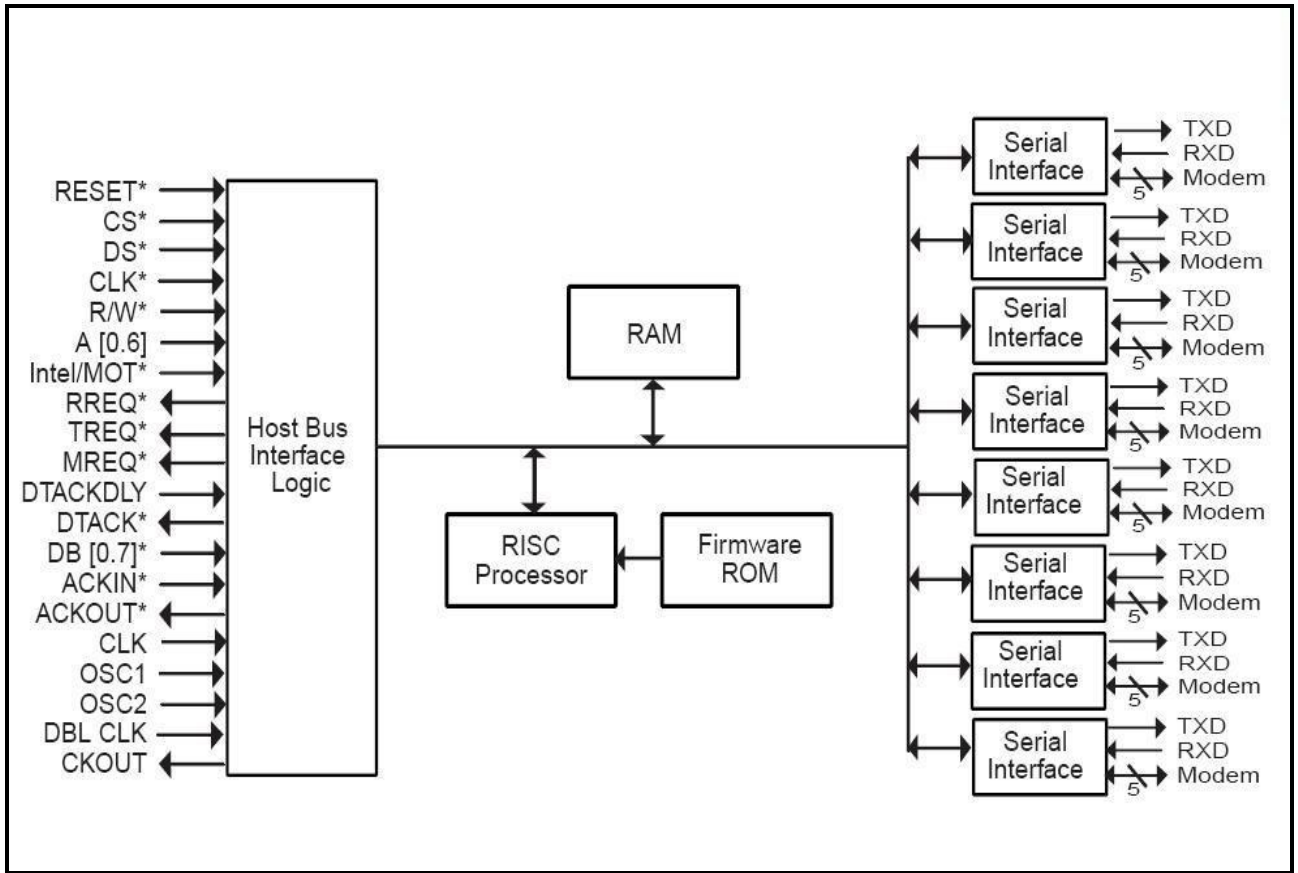 RESET*
CS*
DS*
CLK*
R/W*
A [0.6]
Intel/MOT*
RREQ*
TREQ*
MREQ*
DTACKDLY
DTACK*
DB [0.7]*
ACKIN*
ACKOUT*
CLK
OSC1
OSC2
DBL CLK
CKOUT
Host Bus
Interface
Logic
RAM
RISC
Processor
Firmware
ROM
Serial
Interface
TXD
RXD
Modem
5
Serial
Interface
TXD
RXD
Modem
5
Serial
Interface
TXD
RXD
Modem
5
Serial
Interface
TXD
RXD
Modem
5
Serial
Interface
TXD
RXD
Modem
5
Serial
Interface
TXD
RXD
Modem
5
Serial
Interface
TXD
RXD
Modem
5
Serial
Interface
TXD
RXD
Modem
5